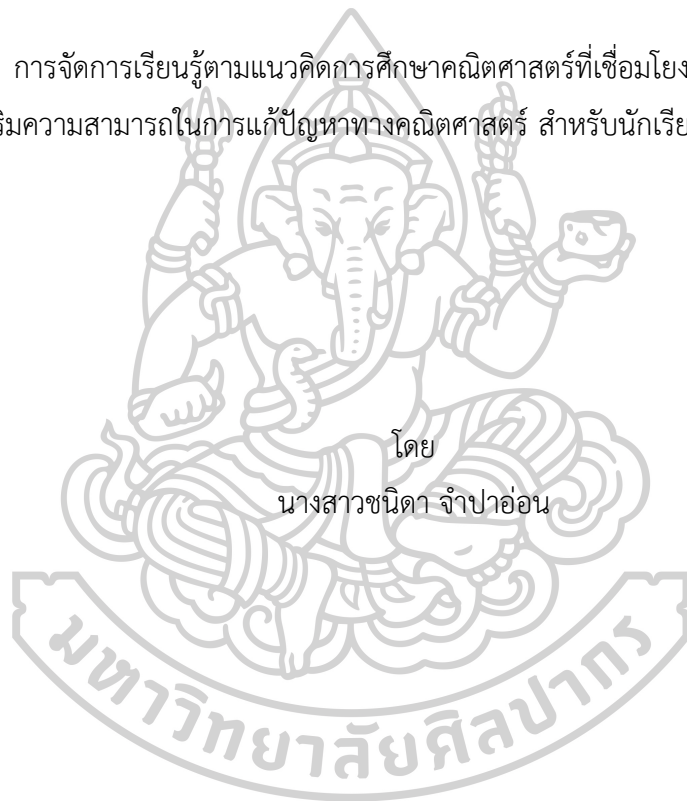 การจัดการเรียนรู้ตามแนวคิดการศึกษาคณิตศาสตร์ที่เชื่อมโยง
ริมความสามารถในการแก้ปัญหาทางคณิตศาสตร์ สำหรับนักเรีย
โดย
นางสาวชนิดา จำปาอ่อน
มหาวิทยาลัยศิลปากร